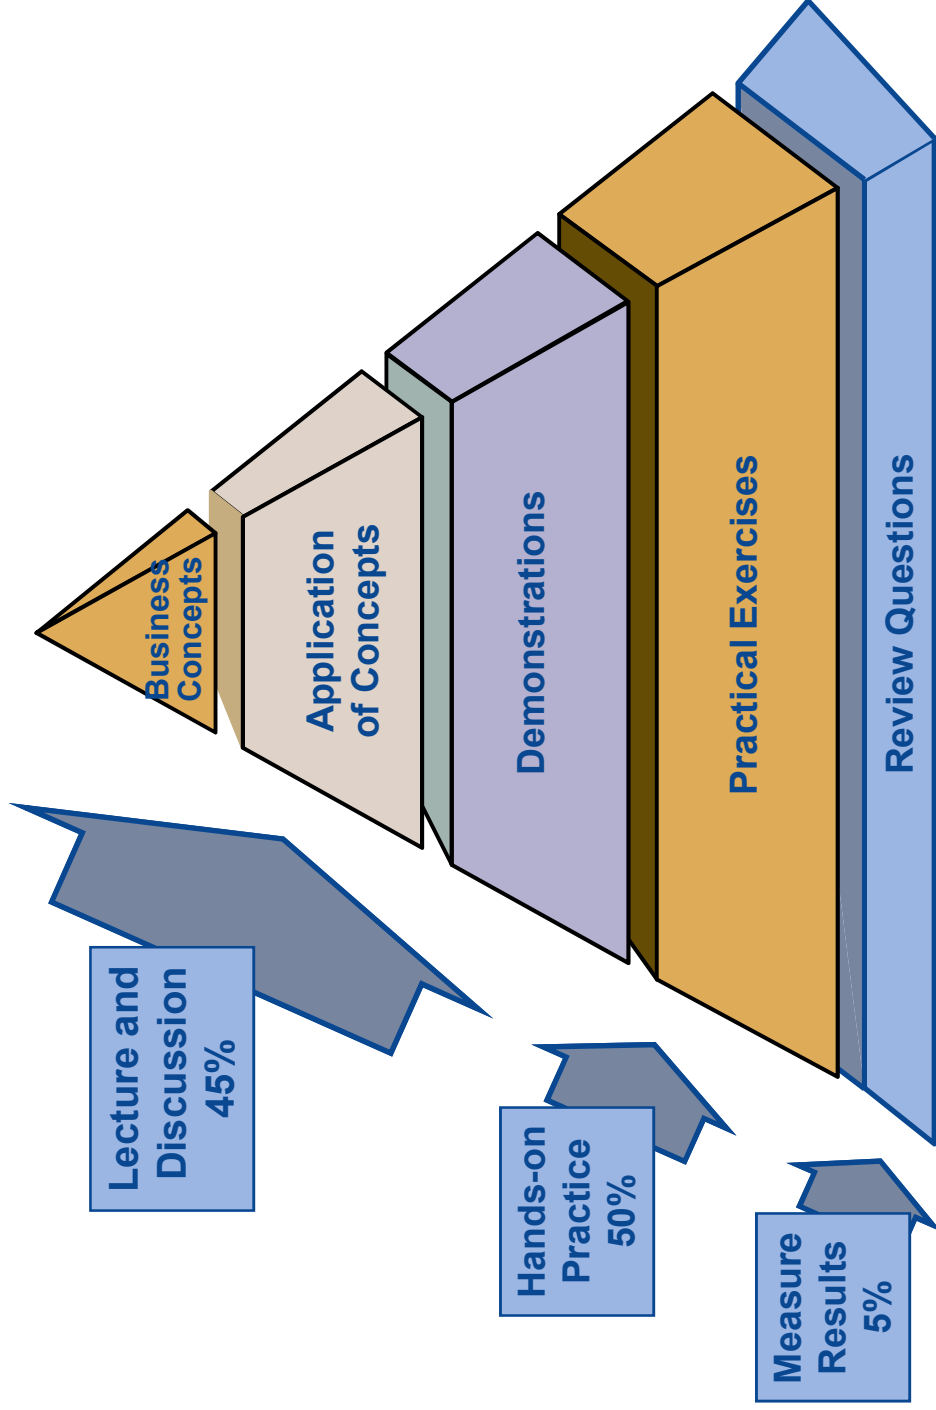 Business
Concepts
Application
of Concepts
Demonstrations
Practical Exercises
Review Questions
Lecture and
Discussion
45%
Hands-on
Practice
50%
Measure
Results
5%